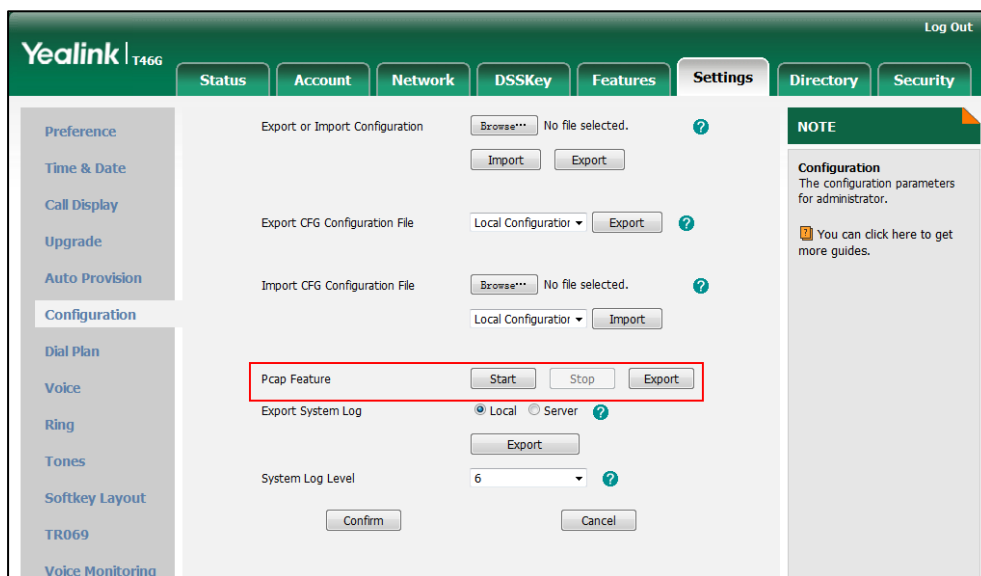 Log Out
Yealink | T46G
Status Account Network DSSKey Features Settings Directory Security
Preference
Time & Date
Call Display
Upgrade
Auto Provision
Configuration
Dial Plan
Voice
Ring
Tones
Softkey Layout
TR069
Voice Monitoring
Export or Import Configuration Browse... No file selected. ?
Import Export
Export CFG Configuration File Local Configuration Export ?
Import CFG Configuration File Browse... No file selected. ?
Local Configuration Import
Pcap Feature Start Stop Export
Export System Log Local Server ?
Export
System Log Level 6 ?
Confirm Cancel
NOTE
Configuration
The configuration parameters
for administrator.
? You can click here to get
more guides.